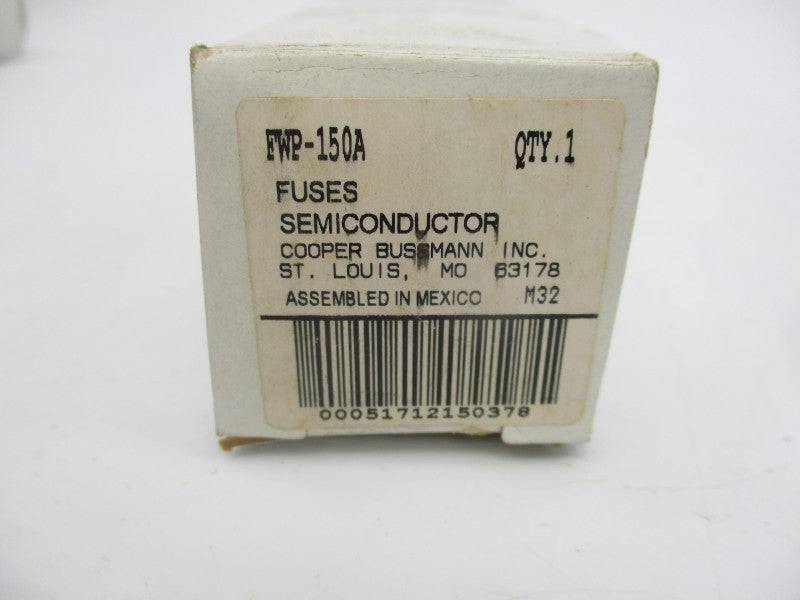 FWP-150A QTY.1
FUSES
SEMICONDUCTOR
COOPER BUSSMANN INC.
ST. LOUIS, MO 63178
ASSEMBLED IN MEXICO M32
00051712150378